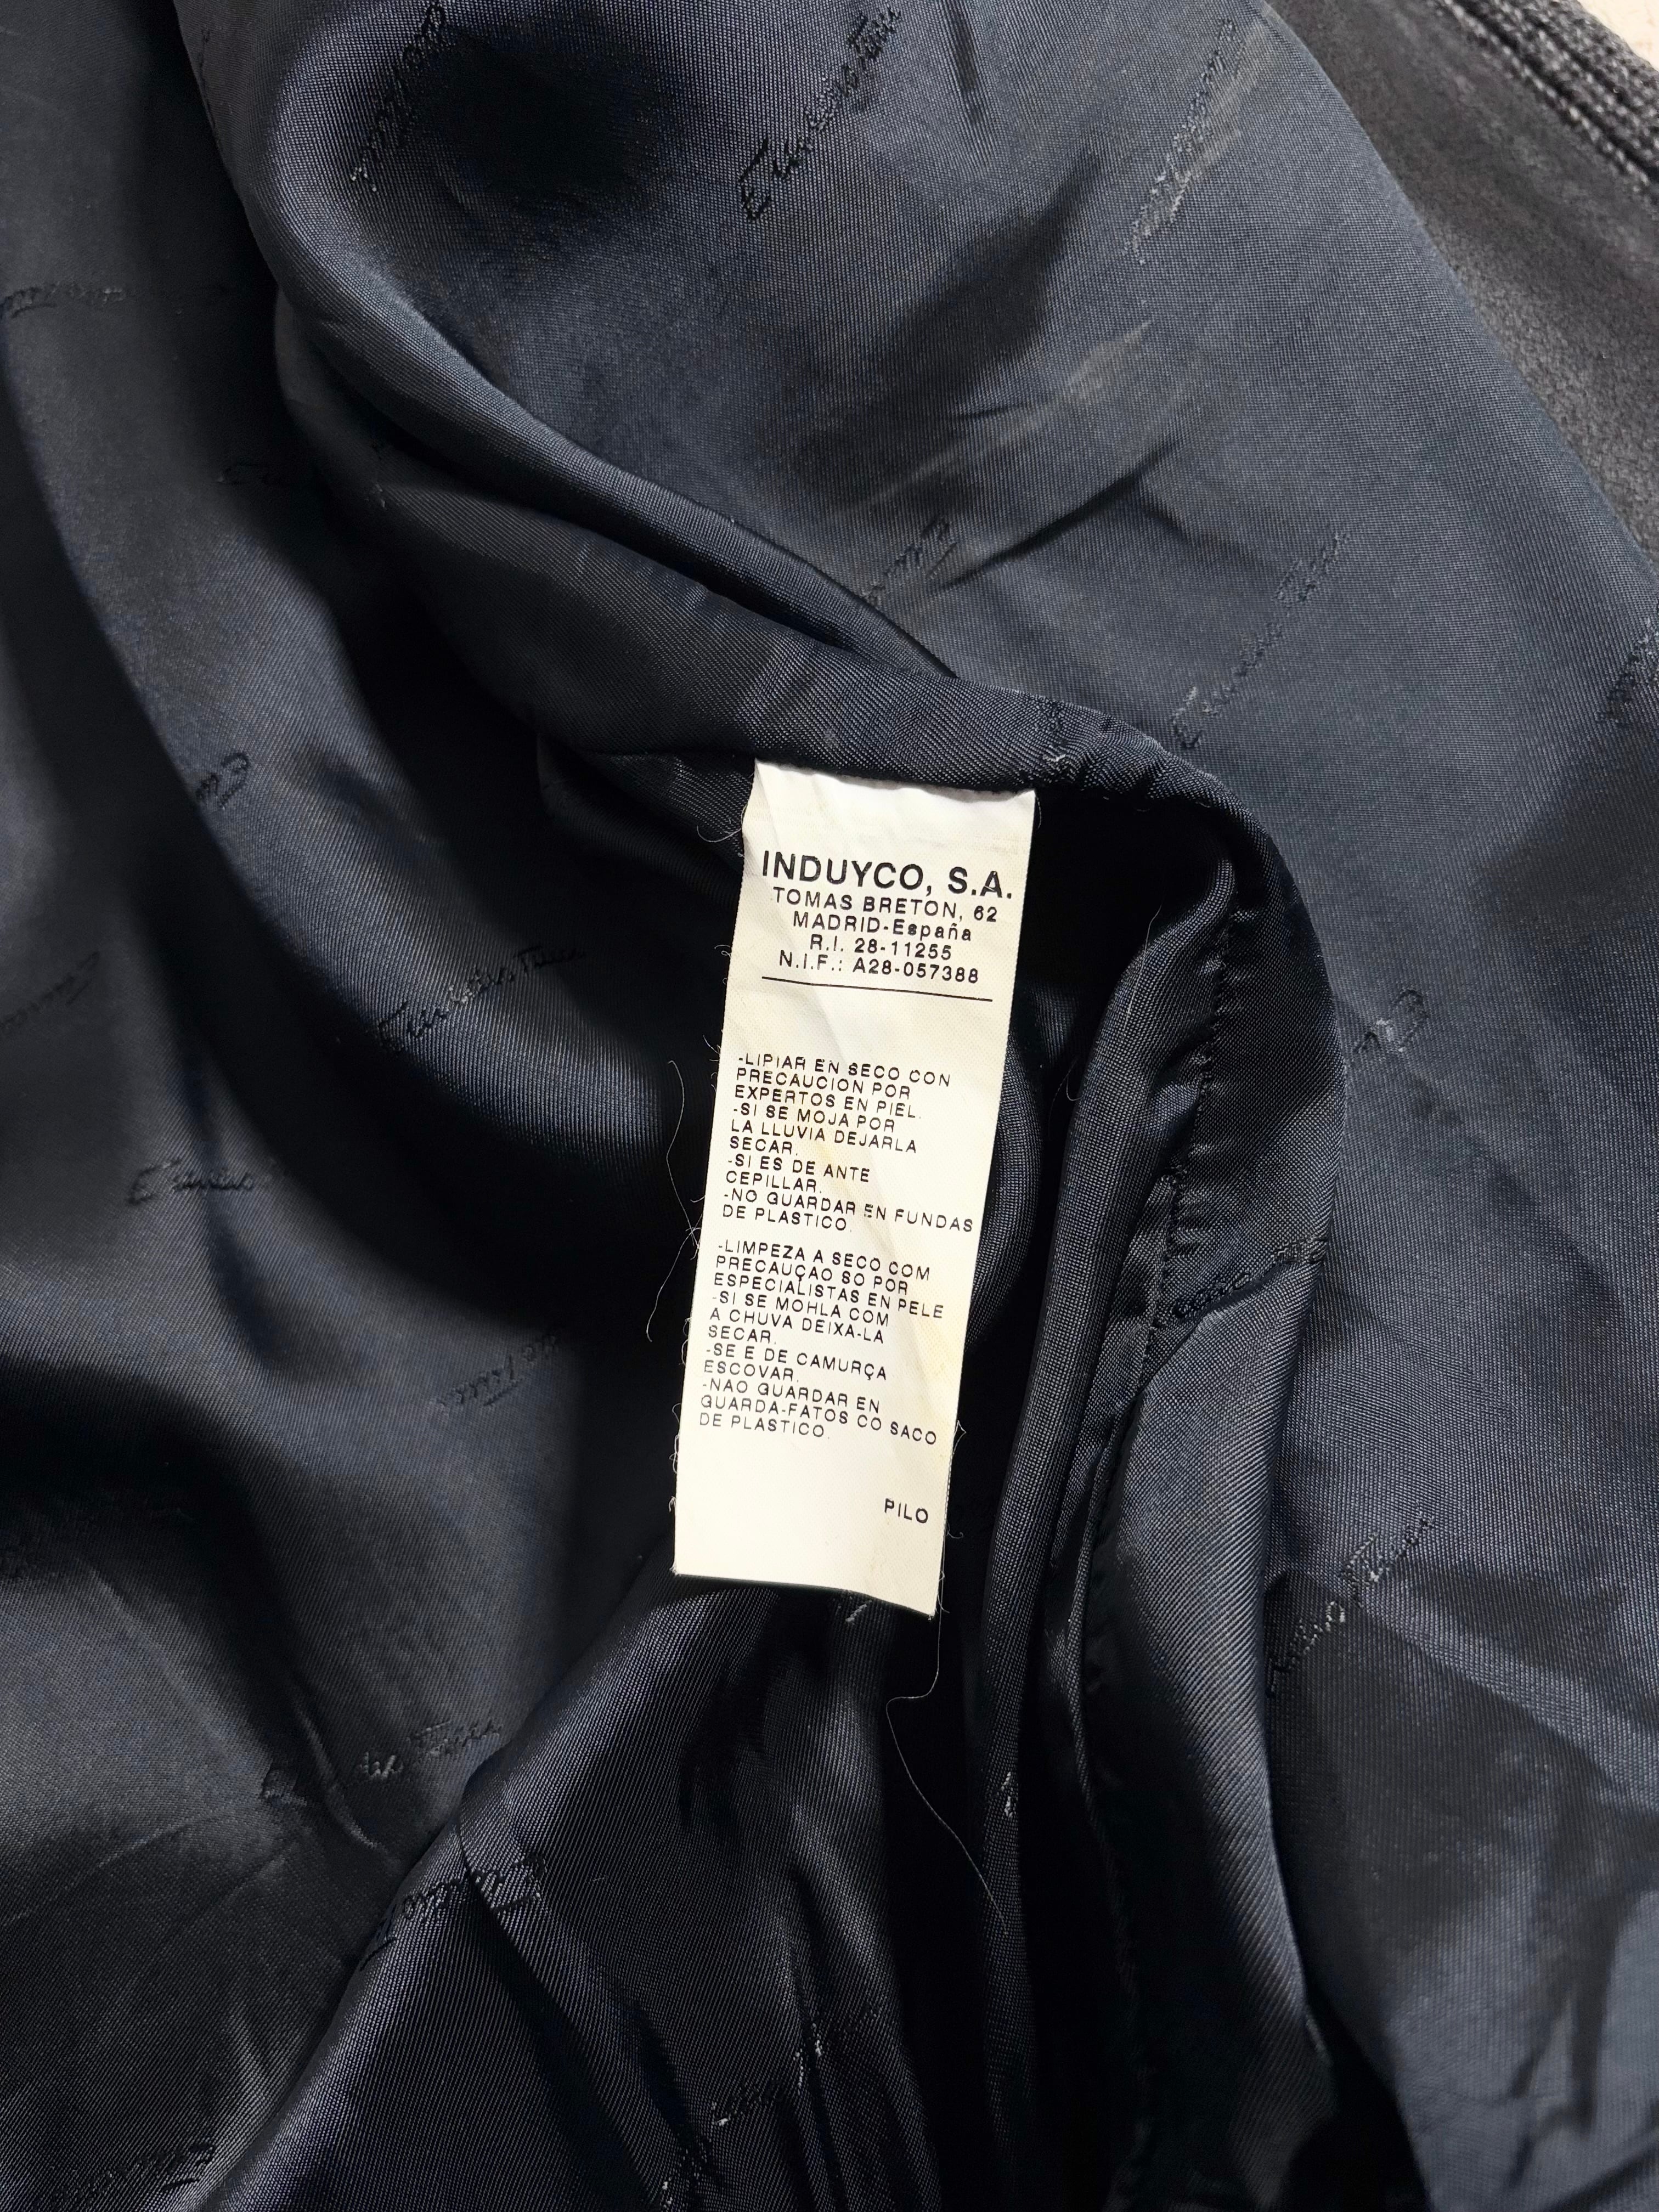 INDUYCO, S.A.
TOMAS BRETON, 62
MADRID-España
R.I. 28-11255
N.I.F.: A28-057388
-LIPIAR EN SECO CON
PRECAUCION POR
EXPERTOS EN PIEL.
-SI SE MOJA POR
LA LLUVIA DEJARLA
SECAR.
-SI ES DE ANTE
CEPILLAR.
-NO GUARDAR EN FUNDAS
DE PLASTICO.
-LIMPEZA A SECO COM
PRECAUÇAO SO POR
ESPECIALISTAS EN PELE
-SI SE MOHLA COM
A CHUVA DEIXA-LA
SECAR.
-SE E DE CAMURÇA
ESCOVAR.
-NAO GUARDAR EN
GUARDA-FATOS CO SACO
DE PLASTICO.
PILO